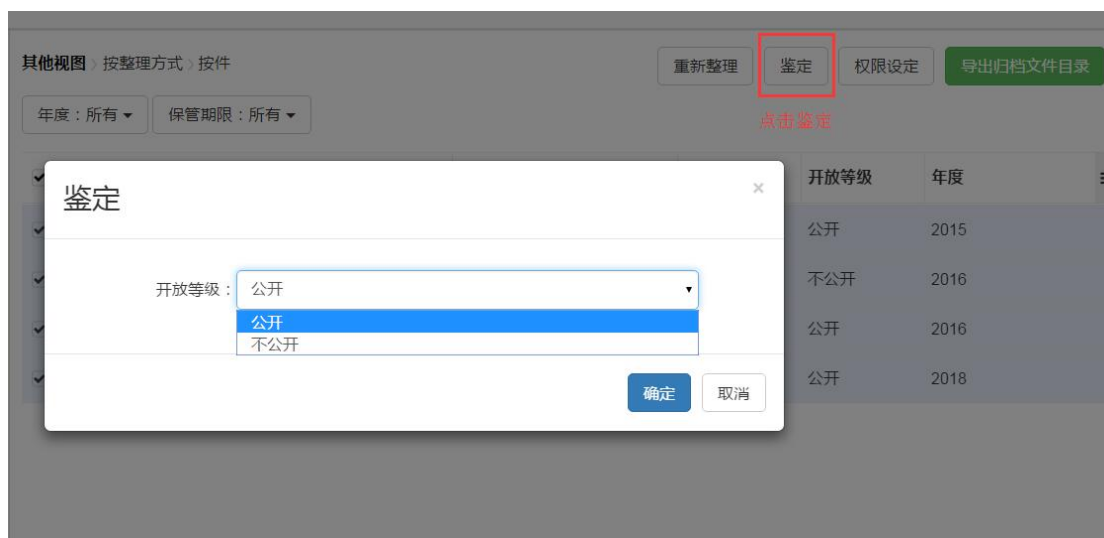 其他视图 › 按整理方式 › 按件
重新整理 鉴定 权限设定 导出归档文件目录
年度：所有 保管期限：所有
点击鉴定
开放等级 年度
鉴定 ×
公开 2015
不公开 2016
开放等级： 公开
公开
不公开
公开 2016
公开 2018
确定 取消